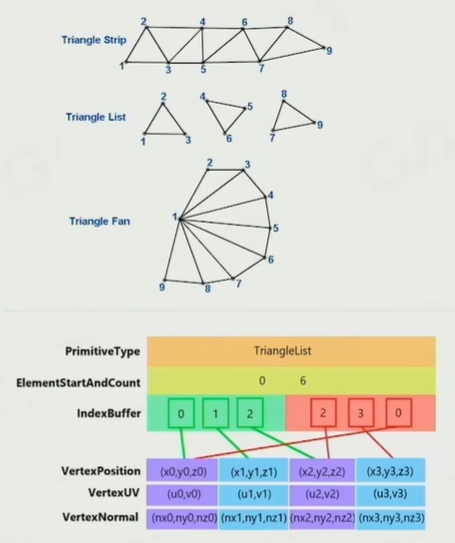 2 4 6 8
Triangle Strip
9
1 3 5 7
2 4 8
5
Triangle List
9
1 3 6 7
2 3
4
Triangle Fan 1
5
6
9 8 7
PrimitiveType TriangleList
ElementStartAndCount 0 6
IndexBuffer 0 1 2 2 3 0
VertexPosition (x0,y0,z0) (x1,y1,z1) (x2,y2,z2) (x3,y3,z3)
VertexUV (u0,v0) (u1,v1) (u2,v2) (u3,v3)
VertexNormal (nx0,ny0,nz0) (nx1,ny1,nz1) (nx2,ny2,nz2) (nx3,ny3,nz3)